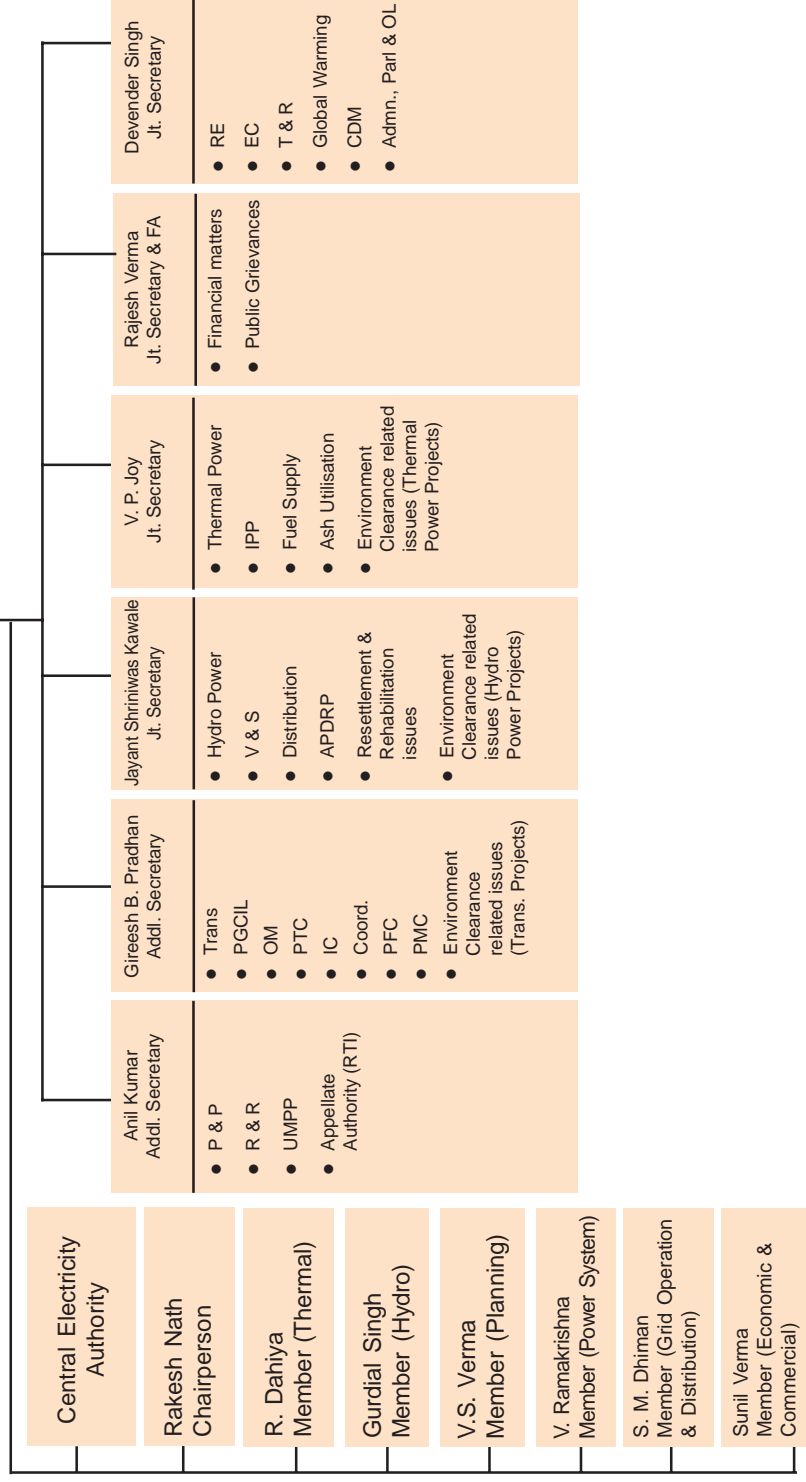 Central Electricity
Authority
Rakesh Nath
Chairperson
R. Dahiya
Member (Thermal)
Gurdial Singh
Member (Hydro)
V.S. Verma
Member (Planning)
V. Ramakrishna
Member (Power System)
S. M. Dhiman
Member (Grid Operation
& Distribution)
Sunil Verma
Member (Economic &
Commercial)
Anil Kumar
Addl. Secretary
● P & P
● R & R
● UMPP
● Appellate
Authority (RTI)
Gireesh B. Pradhan
Addl. Secretary
● Trans
● PGCIL
● OM
● PTC
● IC
● Coord.
● PFC
● PMC
● Environment
Clearance
related issues
(Trans. Projects)
Jayant Shriniwas Kawale
Jt. Secretary
● Hydro Power
● V & S
● Distribution
● APDRP
● Resettlement &
Rehabilitation
issues
● Environment
Clearance related
issues (Hydro
Power Projects)
V. P. Joy
Jt. Secretary
● Thermal Power
● IPP
● Fuel Supply
● Ash Utilisation
● Environment
Clearance related
issues (Thermal
Power Projects)
Rajesh Verma
Jt. Secretary & FA
● Financial matters
● Public Grievances
Devender Singh
Jt. Secretary
● RE
● EC
● T & R
● Global Warming
● CDM
● Admn., Parl & OL